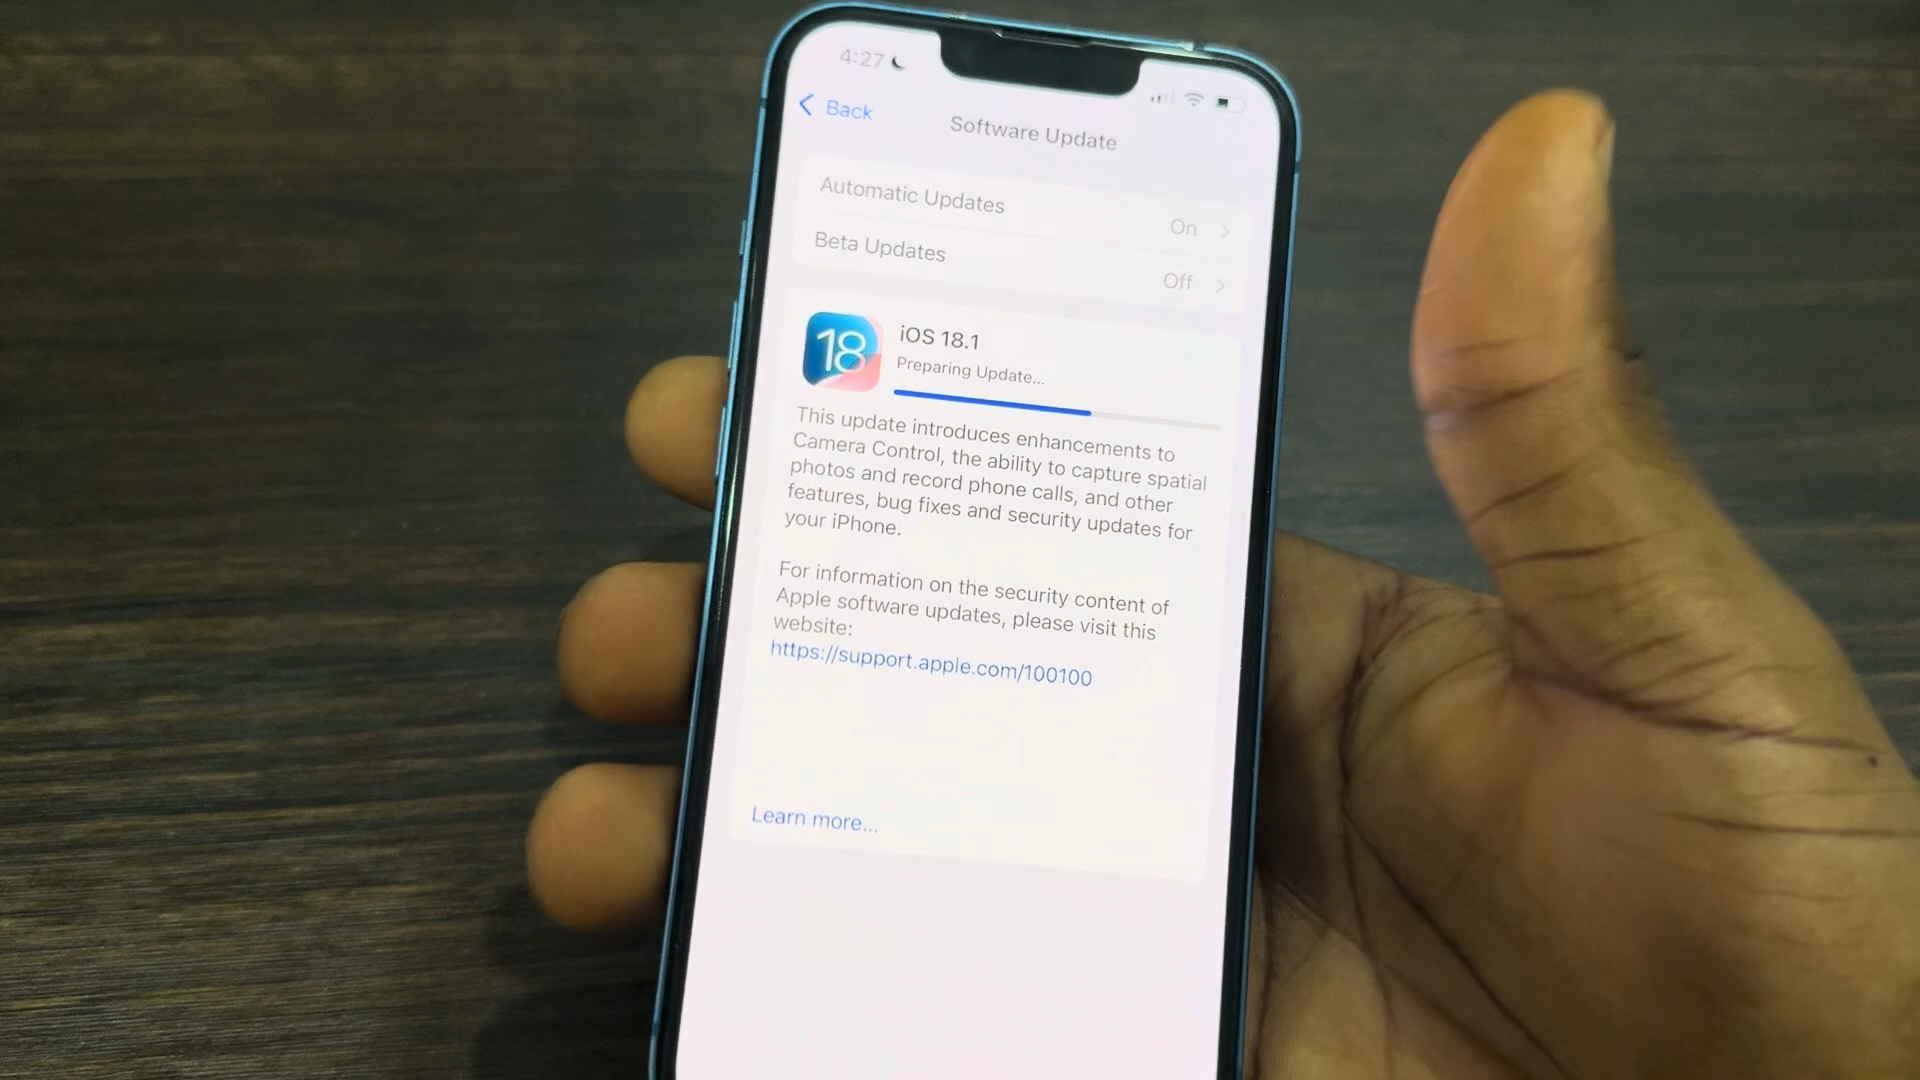 4:27
Back
Software Update
Automatic Updates
On
Beta Updates
Off
18
iOS 18.1
Preparing Update...
This update introduces enhancements to
Camera Control, the ability to capture spatial
photos and record phone calls, and other
features, bug fixes and security updates for
your iPhone.
For information on the security content of
Apple software updates, please visit this
website:
https://support.apple.com/100100
Learn more...